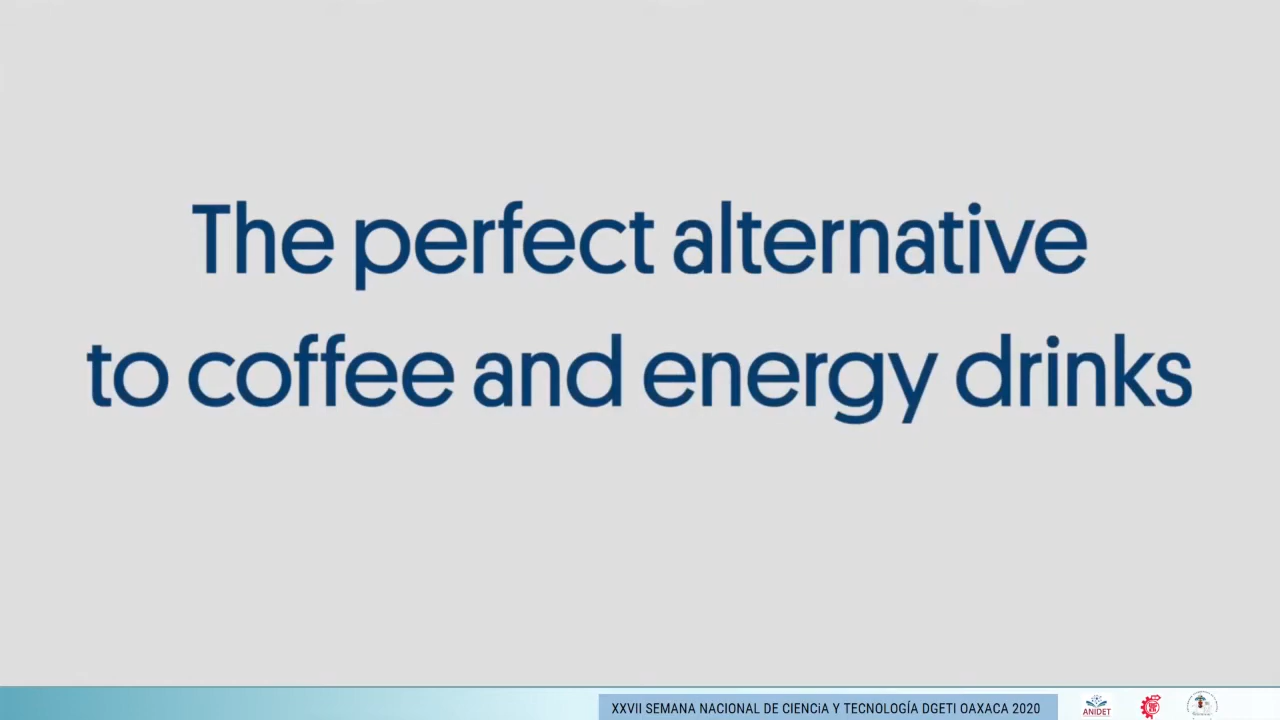 The perfect alternative
to coffee and energy drinks
XXVII SEMANA NACIONAL DE CIENCiA Y TECNOLOGÍA DGETI OAXACA 2020
ANIDET